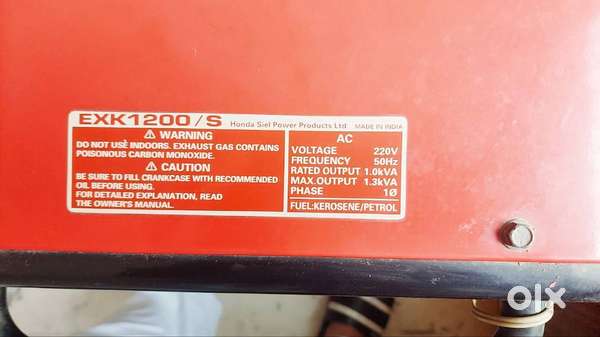 EXK1200/S Honda Siel Power Products Ltd MADE IN INDIA
⚠ WARNING
DO NOT USE INDOORS. EXHAUST GAS CONTAINS
POISONOUS CARBON MONOXIDE.
⚠ CAUTION
BE SURE TO FILL CRANKCASE WITH RECOMMENDED
OIL BEFORE USING.
FOR DETAILED EXPLANATION, READ
THE OWNER'S MANUAL.
AC
VOLTAGE 220V
FREQUENCY 50Hz
RATED OUTPUT 1.0kVA
MAX.OUTPUT 1.3kVA
PHASE 1Ø
FUEL:KEROSENE/PETROL
olx